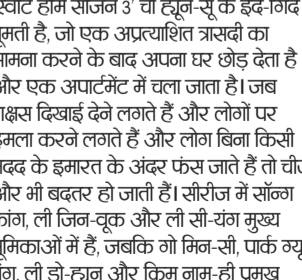 स्वीट होम सीजन 3' चा ह्यून-सू के इर्द-गिर्द
घूमती है, जो एक अप्रत्याशित त्रासदी का
सामना करने के बाद अपना घर छोड़ देता है
और एक अपार्टमेंट में चला जाता है। जब
राक्षस दिखाई देने लगते हैं और लोगों पर
हमला करने लगते हैं और लोग बिना किसी
मदद के इमारत के अंदर फंस जाते हैं तो चीजें
और भी बदतर हो जाती हैं। सीरीज में सॉन्ग
कांग, ली जिन-वूक और ली सी-यंग मुख्य
भूमिकाओं में हैं, जबकि गो मिन-सी, पार्क ग्यू
यंग, ली डो-ह्यून और किम नाम-ही प्रमुख